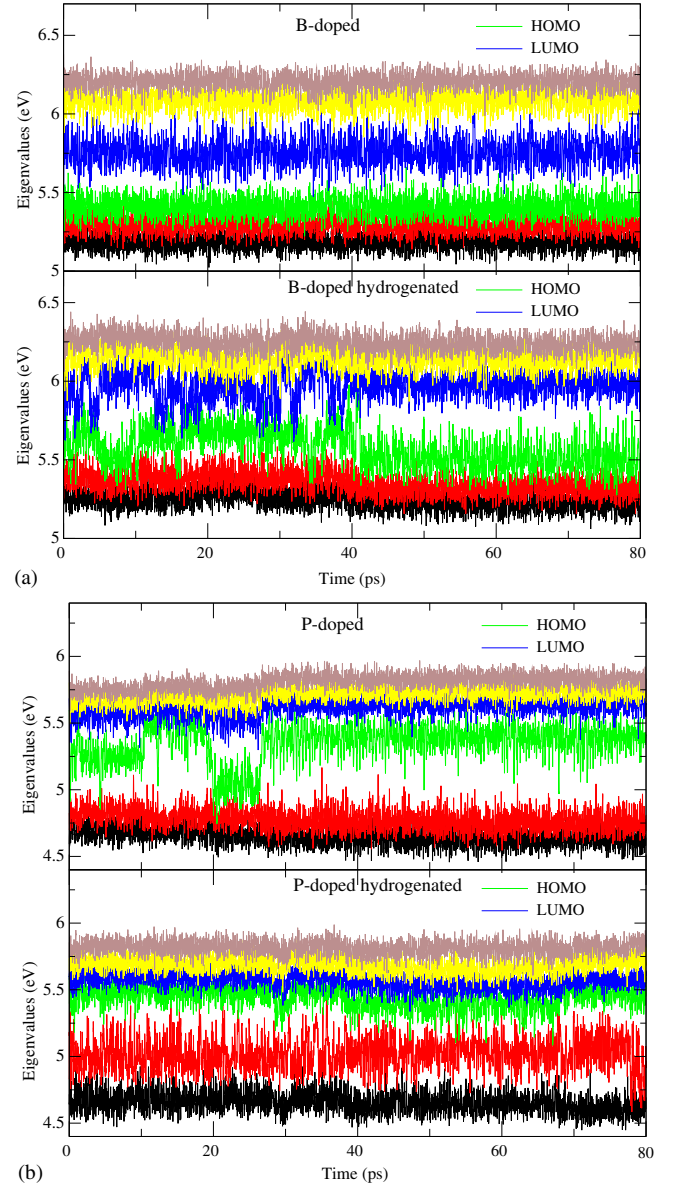 B-doped
HOMO
LUMO
6.5
6
5.5
5
Eigenvalues (eV)
B-doped hydrogenated
HOMO
LUMO
6.5
6
5.5
5
Eigenvalues (eV)
0 20 40 60 80
Time (ps)
(a)
P-doped
HOMO
LUMO
6
5.5
5
4.5
Eigenvalues (eV)
P-doped hydrogenated
HOMO
LUMO
6
5.5
5
4.5
Eigenvalues (eV)
0 20 40 60 80
Time (ps)
(b)